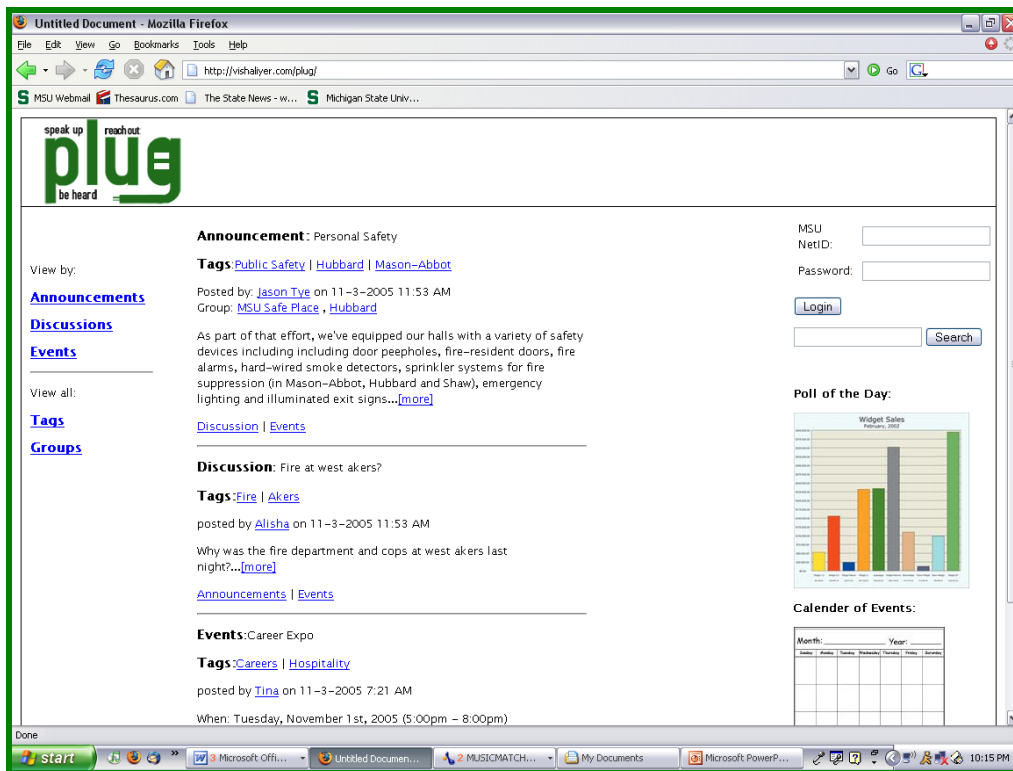 Untitled Document - Mozilla Firefox
File Edit View Go Bookmarks Tools Help
http://vishaliyer.com/plug/
Go
G
MSU Webmail Thesaurus.com The State News - w... Michigan State Univ...
speak up reach out
plug
be heard
View by:
Announcements
Discussions
Events
View all:
Tags
Groups
Announcement: Personal Safety
Tags:Public Safety | Hubbard | Mason-Abbot
Posted by: Jason Tye on 11-3-2005 11:53 AM
Group: MSU Safe Place , Hubbard
As part of that effort, we've equipped our halls with a variety of safety
devices including including door peepholes, fire-resident doors, fire
alarms, hard-wired smoke detectors, sprinkler systems for fire
suppression (in Mason-Abbot, Hubbard and Shaw), emergency
lighting and illuminated exit signs...[more]
Discussion | Events
Discussion: Fire at west akers?
Tags:Fire | Akers
posted by Alisha on 11-3-2005 11:53 AM
Why was the fire department and cops at west akers last
night?...[more]
Announcements | Events
Events:Career Expo
Tags:Careers | Hospitality
posted by Tina on 11-3-2005 7:21 AM
When: Tuesday, November 1st, 2005 (5:00pm - 8:00pm)
MSU
NetID:
Password:
Login
Search
Poll of the Day:
Widget Sales
February, 2002
Calender of Events:
Month: Year:
Sunday Monday Tuesday Wednesday Thursday Friday Saturday
Done
start 3 Microsoft Offi... Untitled Documen... 2 MUSICMATCH... My Documents Microsoft PowerP... 10:15 PM